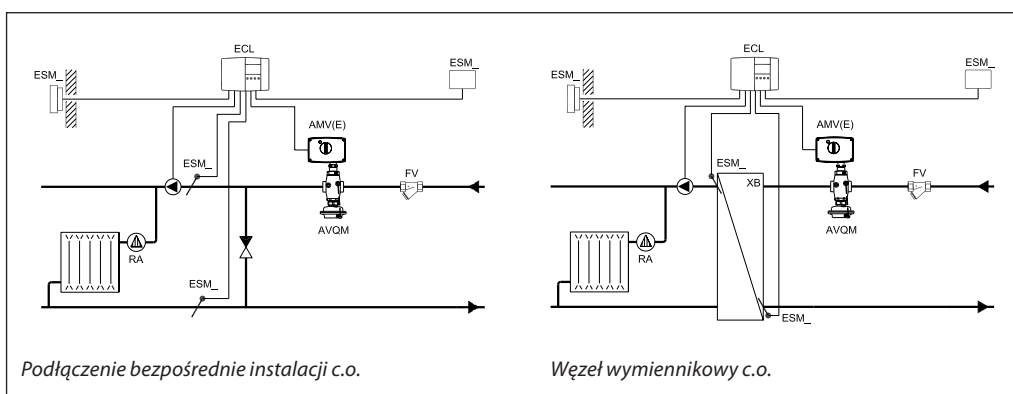 ECL
ESM_
ESM_
AMV(E)
ESM_
FV
AVQM
RA
ESM_
Podłączenie bezpośrednie instalacji c.o.
ECL
ESM_
ESM_
AMV(E)
ESM_
XB
FV
AVQM
RA
ESM_
Węzeł wymiennikowy c.o.